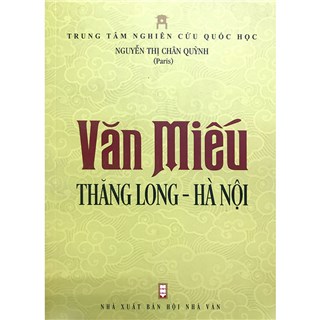 TRUNG TÂM NGHIÊN CỨU QUỐC HỌC
NGUYỄN THỊ CHÂN QUỲNH
(Paris)
Văn Miếu
THĂNG LONG - HÀ NỘI
NHÀ XUẤT BẢN HỘI NHÀ VĂN